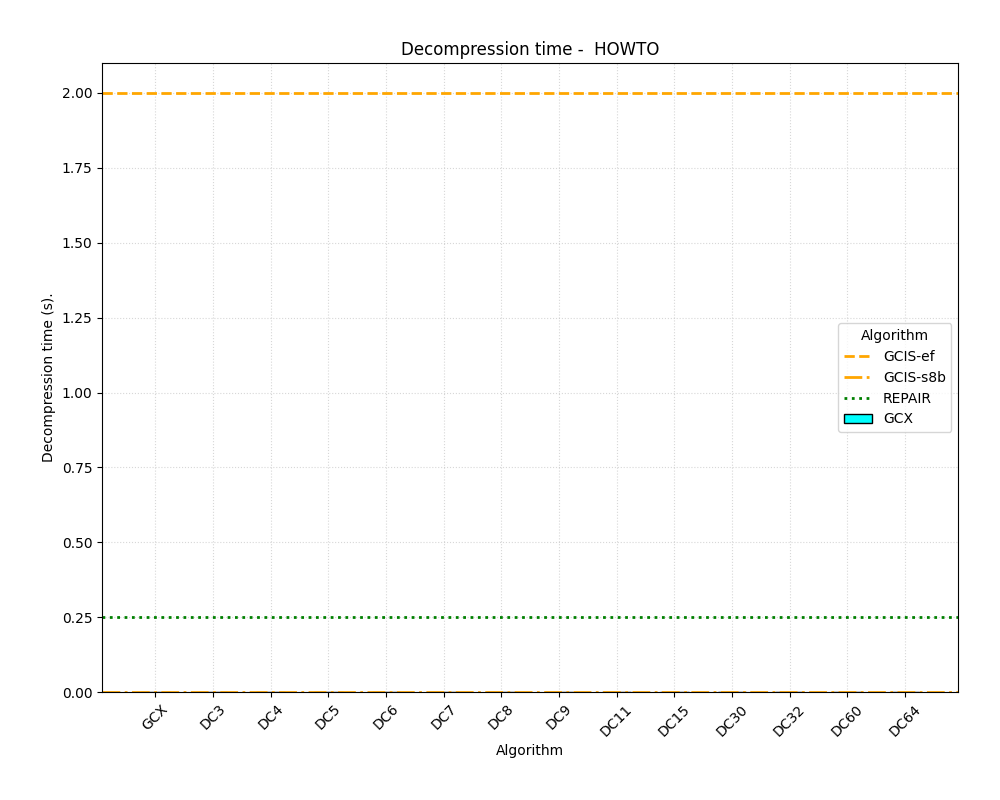 Decompression time -  HOWTO
2.00
1.75
1.50
1.25
1.00
0.75
0.50
0.25
0.00
Decompression time (s).
Algorithm
GCIS-ef
GCIS-s8b
REPAIR
GCX
GCX DC3 DC4 DC5 DC6 DC7 DC8 DC9 DC11 DC15 DC30 DC32 DC60 DC64
Algorithm